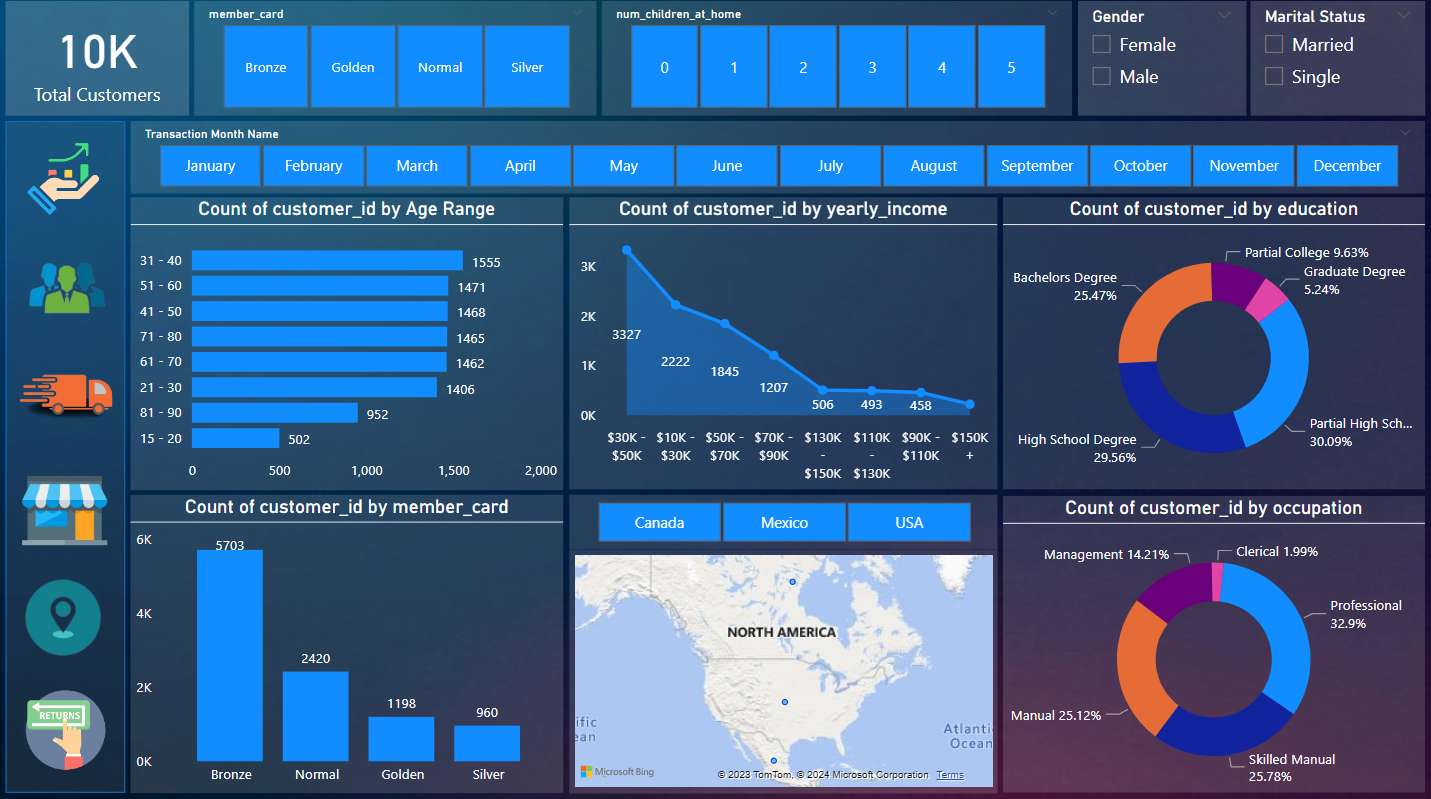 10K
Total Customers
member_card
Bronze
Golden
Normal
Silver
num_children_at_home
0
1
2
3
4
5
Gender
Female
Male
Marital Status
Married
Single
Transaction Month Name
January
February
March
April
May
June
July
August
September
October
November
December
RETURNS
Count of customer_id by Age Range
31 - 40
1555
51 - 60
1471
41 - 50
1468
71 - 80
1465
61 - 70
1462
21 - 30
1406
81 - 90
952
15 - 20
502
0
500
1,000
1,500
2,000
Count of customer_id by yearly_income
3K
2K
1K
0K
3327
2222
1845
1207
506
493
458
$30K -
$50K
$10K -
$30K
$50K -
$70K
$70K -
$90K
$130K
-
$150K
$110K
-
$130K
$90K -
$110K
$150K
+
Count of customer_id by education
Partial College 9.63%
Graduate Degree
5.24%
Bachelors Degree
25.47%
High School Degree
29.56%
Partial High Sch...
30.09%
Count of customer_id by member_card
6K
4K
2K
0K
5703
2420
1198
960
Bronze
Normal
Golden
Silver
Canada
Mexico
USA
NORTH AMERICA
ific
ean
Atlantic
Ocean
Microsoft Bing
© 2023 TomTom, © 2024 Microsoft Corporation
Terms
Count of customer_id by occupation
Management 14.21%
Clerical 1.99%
Professional
32.9%
Manual 25.12%
Skilled Manual
25.78%